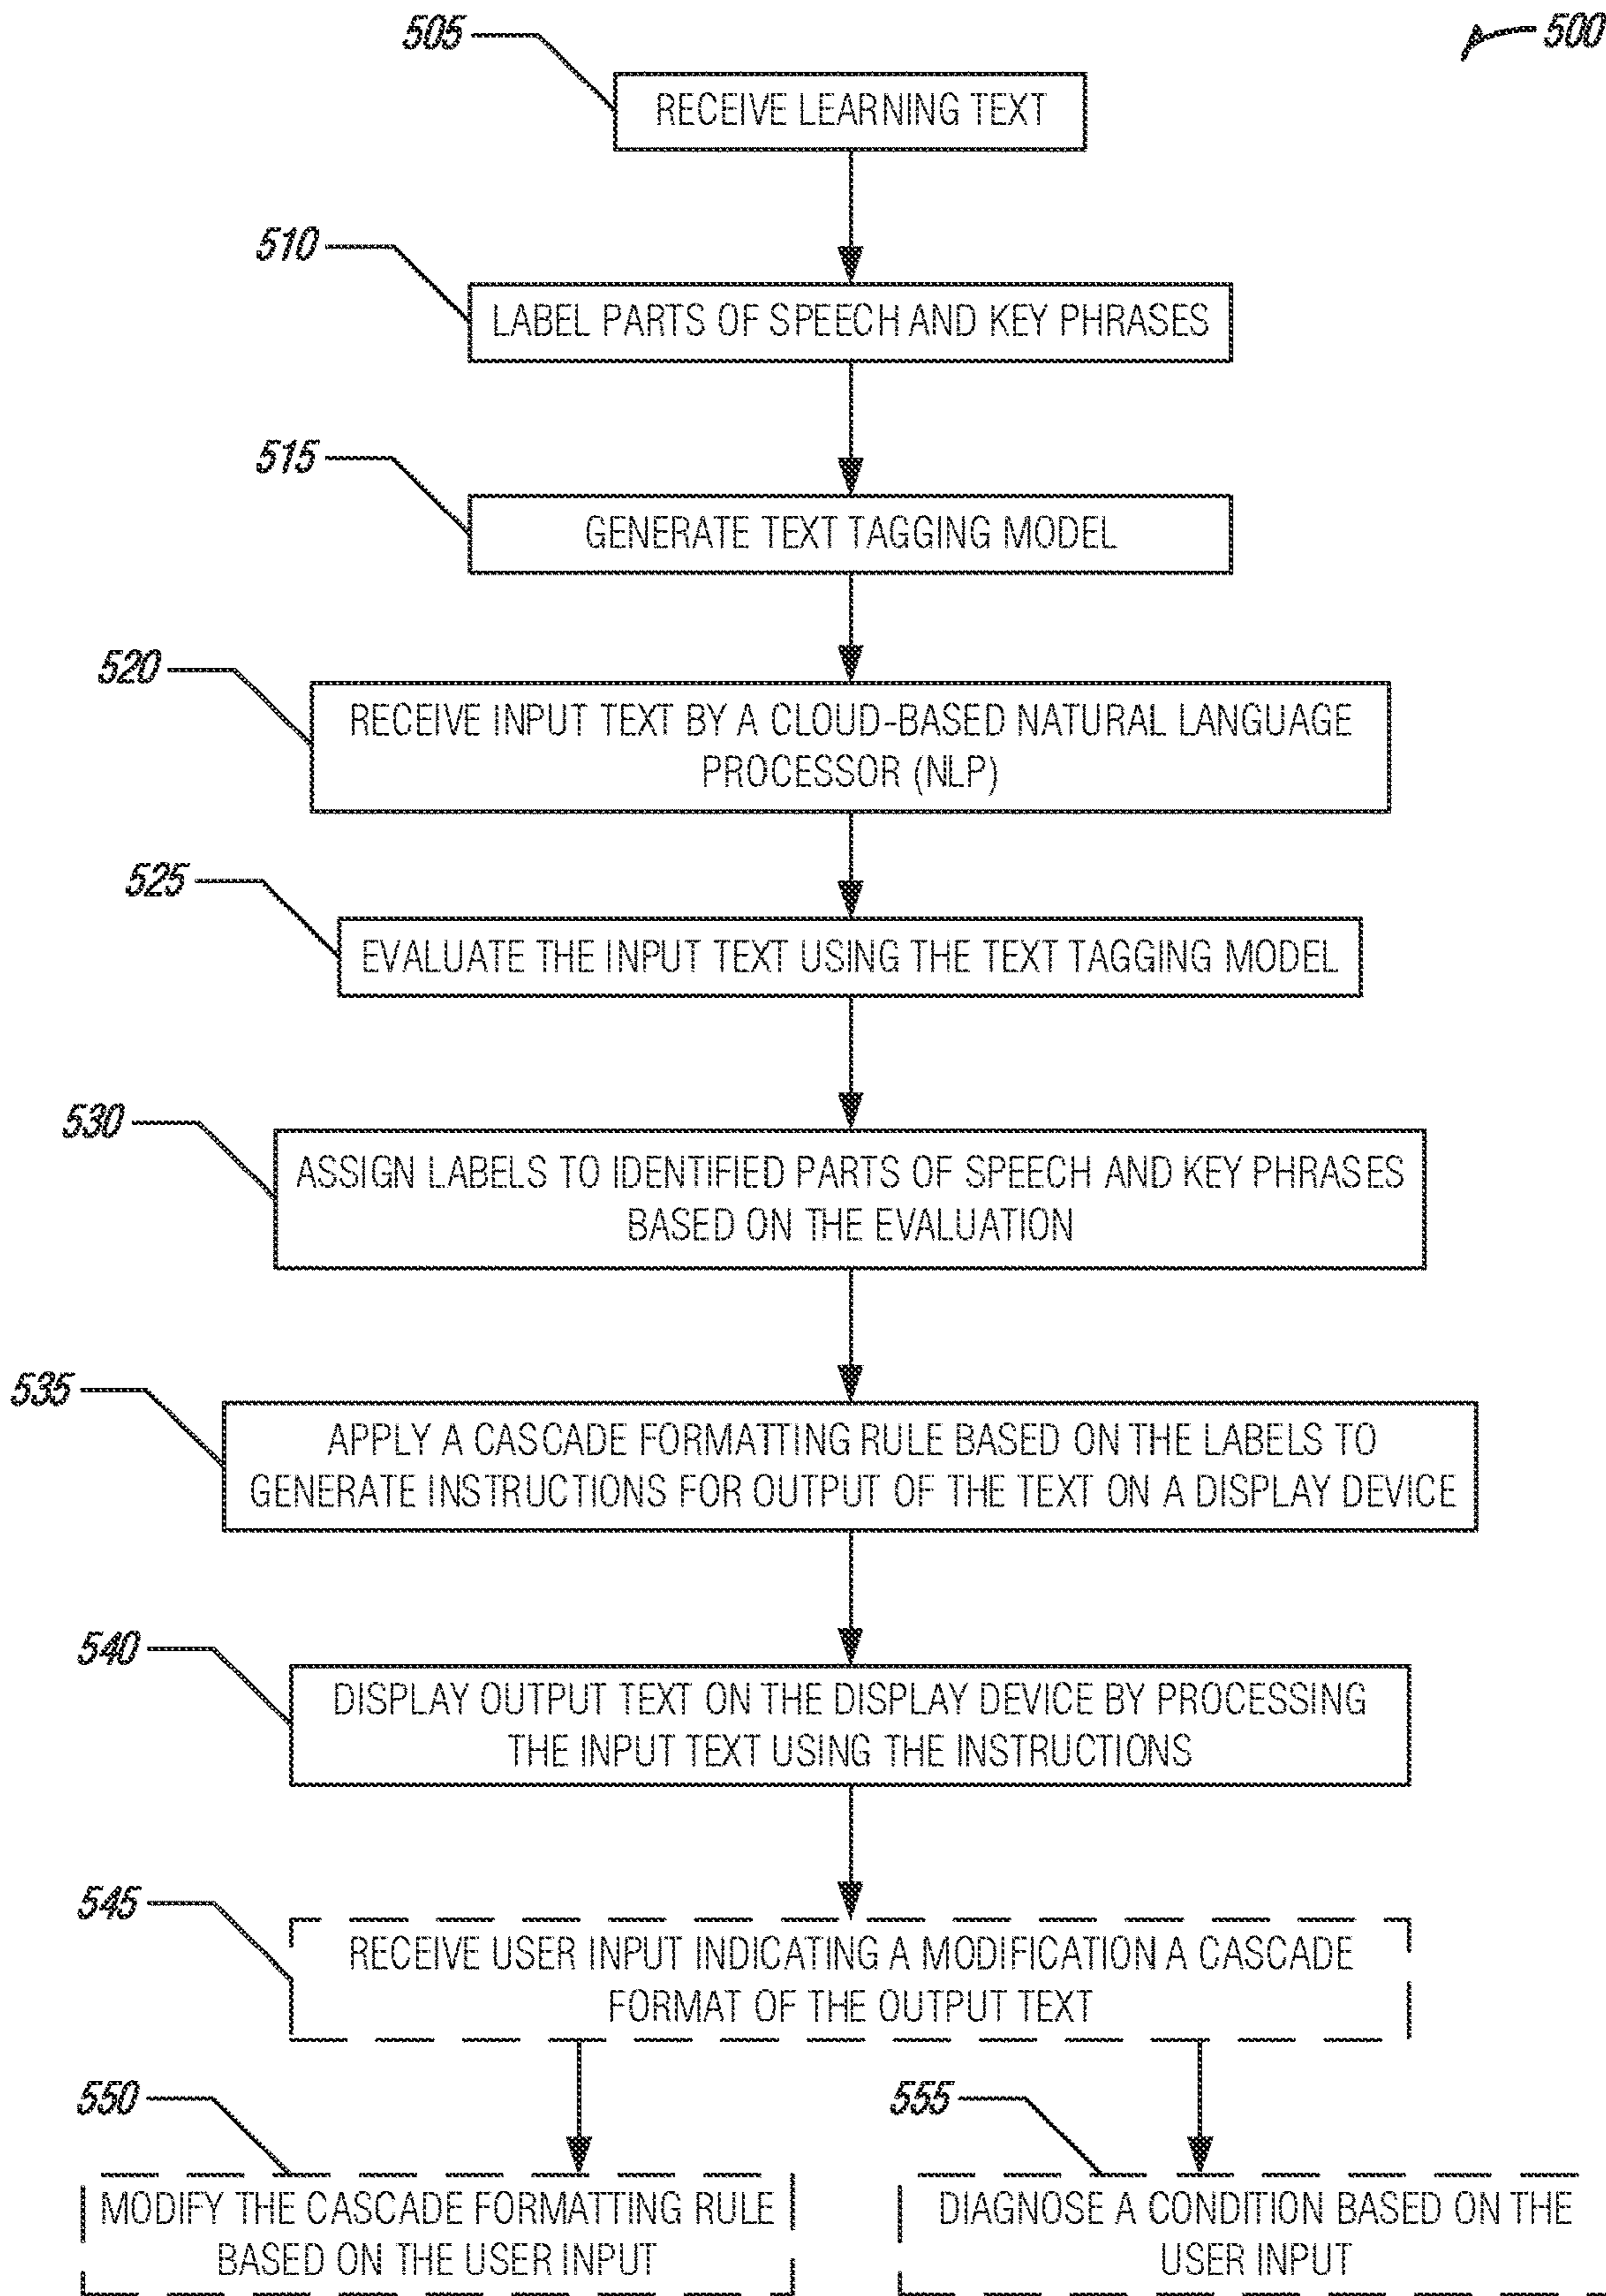 505
500
RECEIVE LEARNING TEXT
510
LABEL PARTS OF SPEECH AND KEY PHRASES
515
GENERATE TEXT TAGGING MODEL
520
RECEIVE INPUT TEXT BY A CLOUD-BASED NATURAL LANGUAGE
PROCESSOR (NLP)
525
EVALUATE THE INPUT TEXT USING THE TEXT TAGGING MODEL
530
ASSIGN LABELS TO IDENTIFIED PARTS OF SPEECH AND KEY PHRASES
BASED ON THE EVALUATION
535
APPLY A CASCADE FORMATTING RULE BASED ON THE LABELS TO
GENERATE INSTRUCTIONS FOR OUTPUT OF THE TEXT ON A DISPLAY DEVICE
540
DISPLAY OUTPUT TEXT ON THE DISPLAY DEVICE BY PROCESSING
THE INPUT TEXT USING THE INSTRUCTIONS
545
RECEIVE USER INPUT INDICATING A MODIFICATION A CASCADE
FORMAT OF THE OUTPUT TEXT
550
MODIFY THE CASCADE FORMATTING RULE
BASED ON THE USER INPUT
555
DIAGNOSE A CONDITION BASED ON THE
USER INPUT